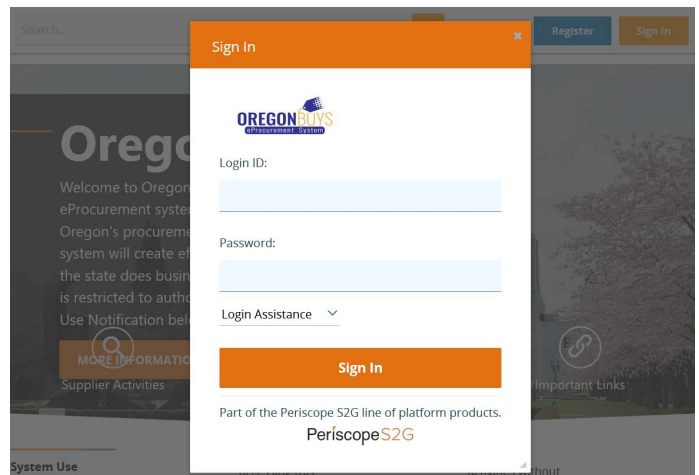 Search...
Register
Sign In
Sign In
OREGONBUYS
eProcurement System
Login ID:
Password:
Login Assistance
Sign In
Part of the Periscope S2G line of platform products.
PeriscopeS2G
Orego
Welcome to Oregon
eProcurement syste
Oregon's procureme
system will create ef
the state does busin
is restricted to autho
Use Notification bel
MORE INFORMATIO
Supplier Activities
Important Links
System Use